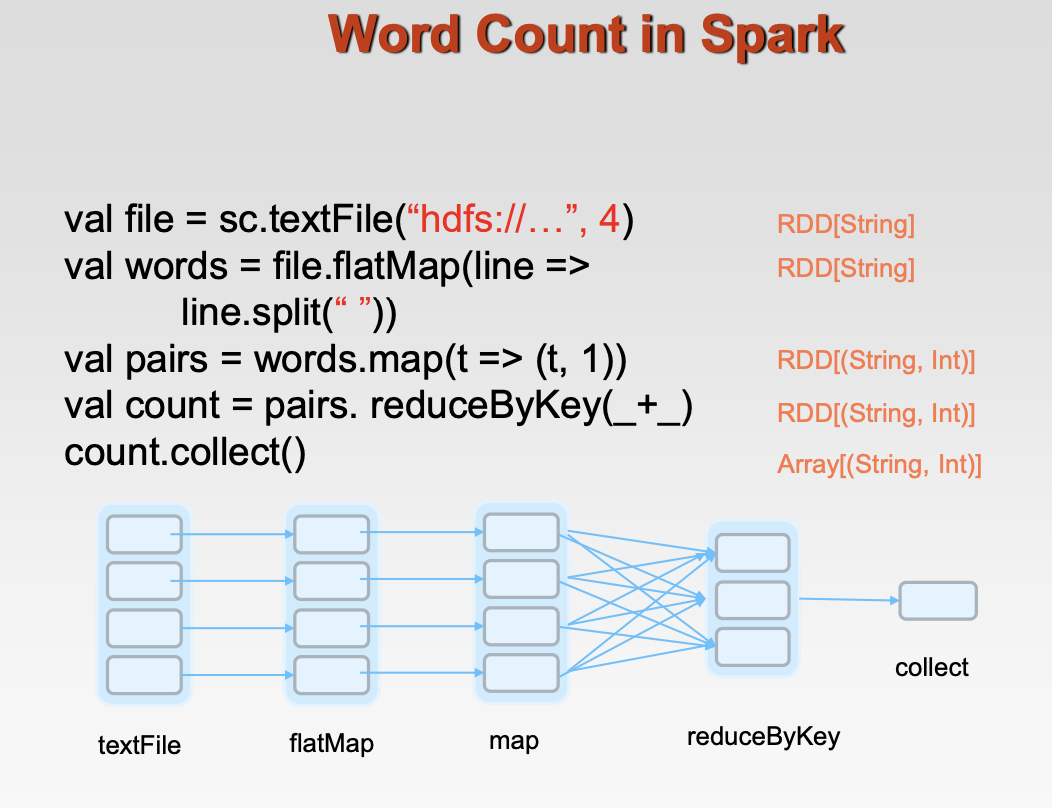 Word Count in Spark
val file = sc.textFile(“hdfs://…”, 4)
RDD[String]
val words = file.flatMap(line =>
RDD[String]
line.split(“ ”))
val pairs = words.map(t => (t, 1))
RDD[(String, Int)]
val count = pairs. reduceByKey(_+_)
RDD[(String, Int)]
count.collect()
Array[(String, Int)]
textFile
flatMap
map
reduceByKey
collect